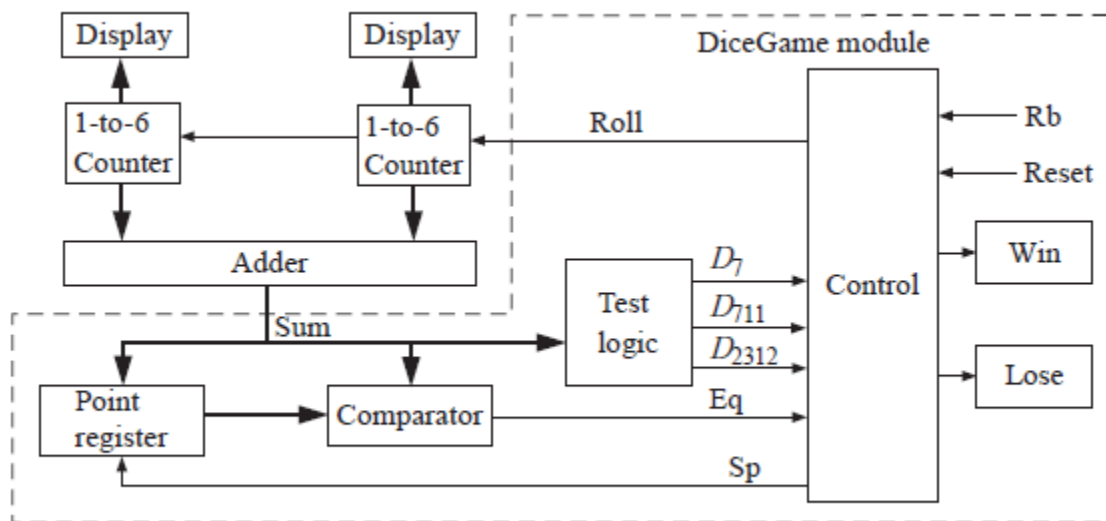 Display
Display
DiceGame module
1-to-6
Counter
1-to-6
Counter
Roll
Rb
Reset
Adder
Sum
Test
logic
D7
D711
D2312
Control
Win
Lose
Point
register
Comparator
Eq
Sp